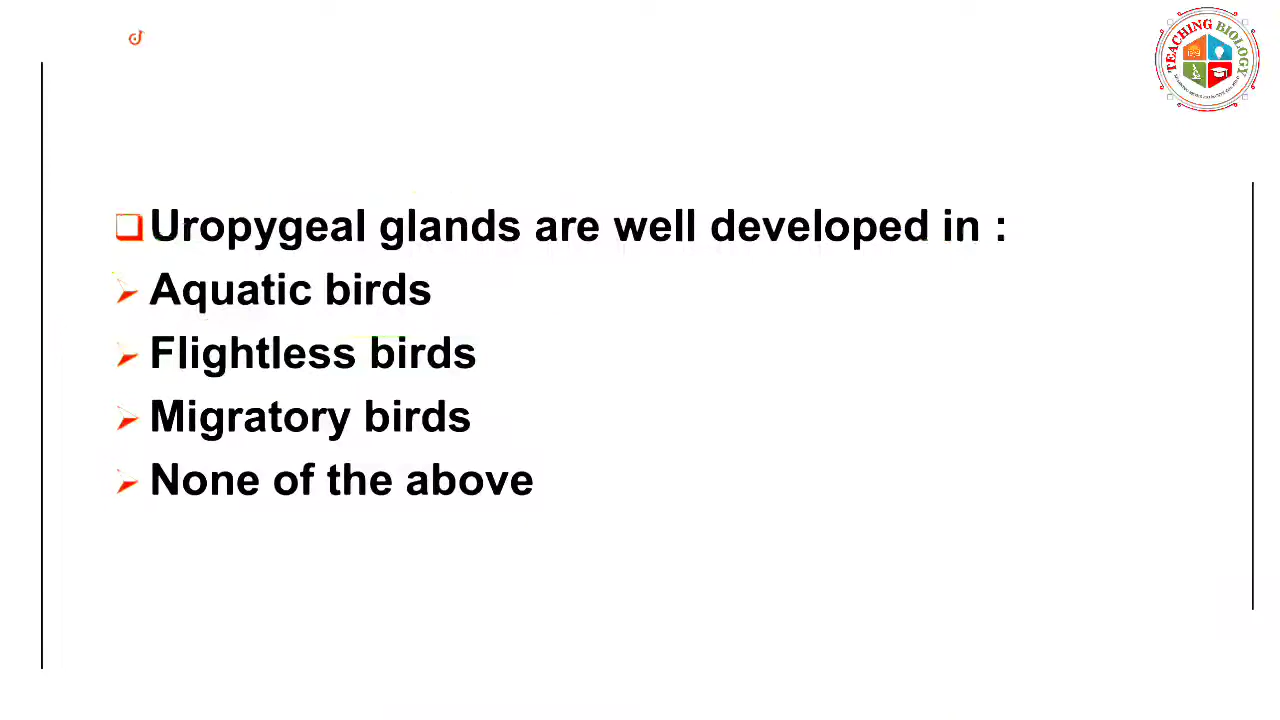 TEACHING BIOLOGY
Uropygeal glands are well developed in :
Aquatic birds
Flightless birds
Migratory birds
None of the above